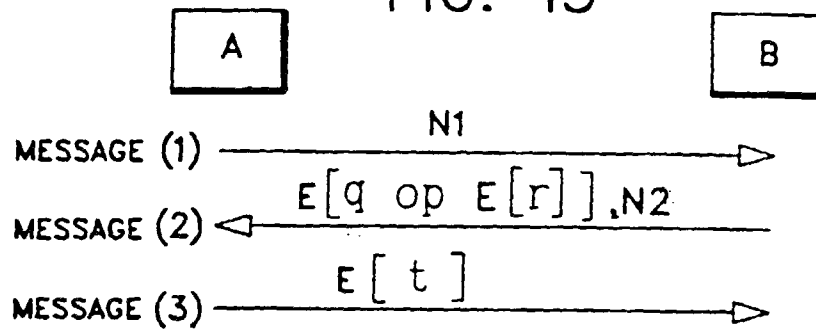 A B
N1
MESSAGE (1)
E[q op E[r]],N2
MESSAGE (2)
E[t]
MESSAGE (3)